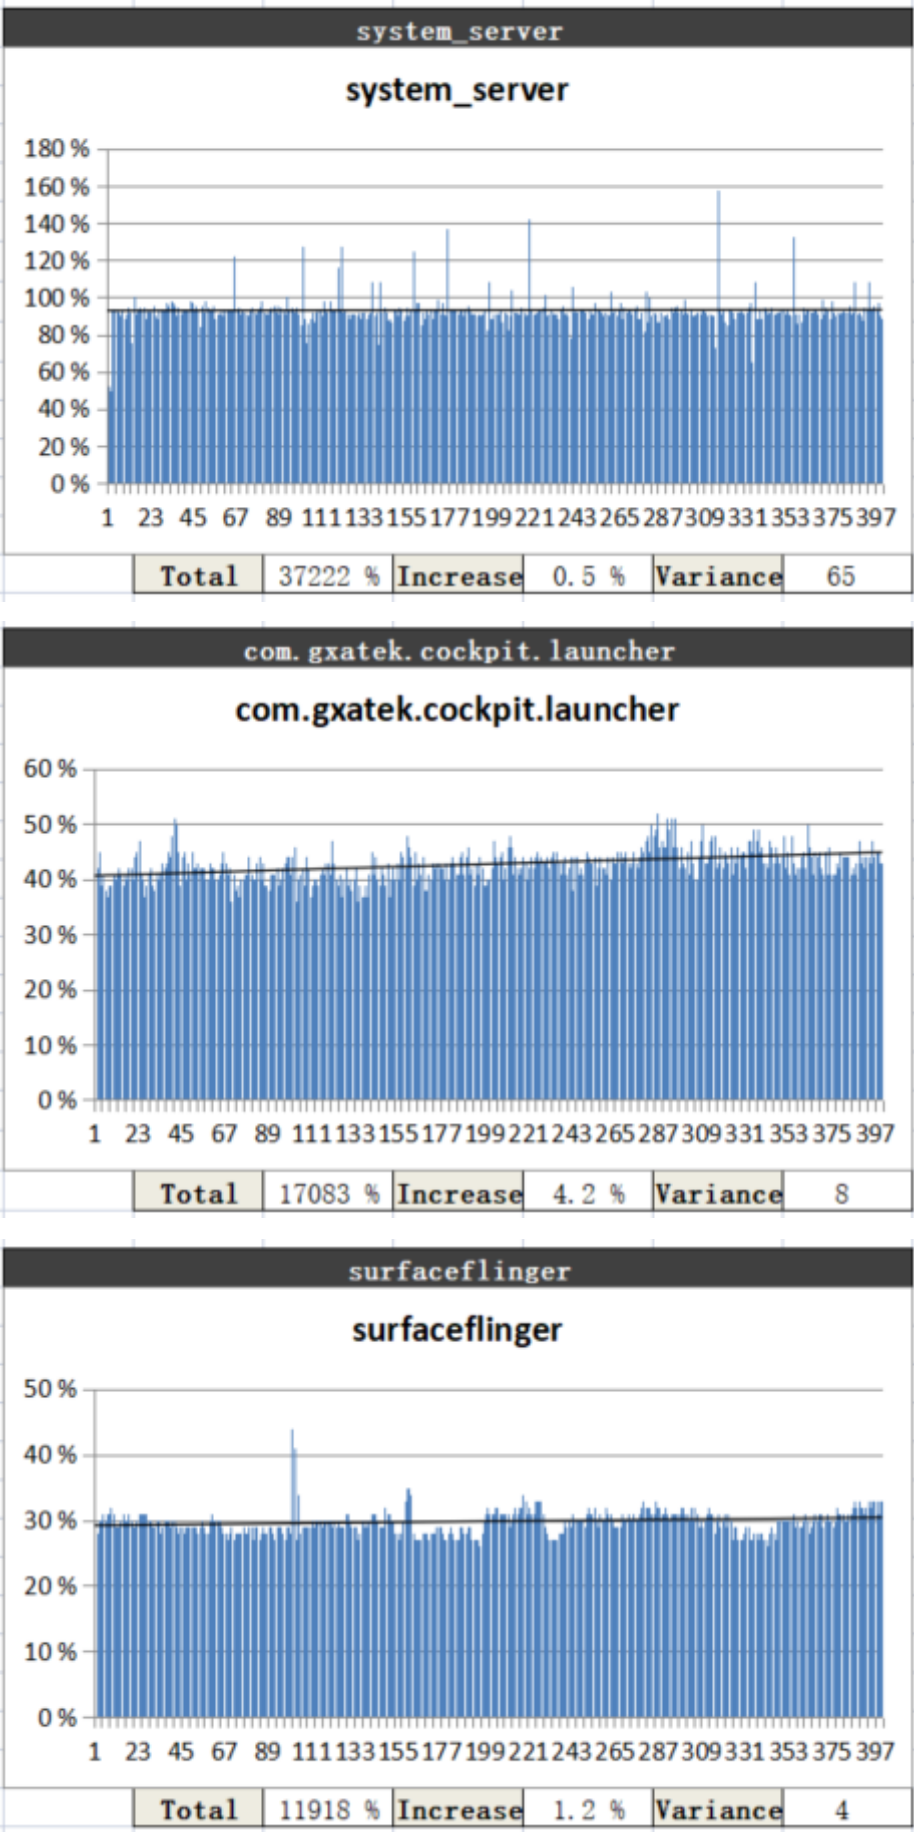 system_server
system_server
180 %
160 %
140 %
120 %
100 %
80 %
60 %
40 %
20 %
0 %
1 23 45 67 89 111 133 155 177 199 221 243 265 287 309 331 353 375 397
Total 37222 % Increase 0.5 % Variance 65
com.gxatek.cockpit.launcher
com.gxatek.cockpit.launcher
60 %
50 %
40 %
30 %
20 %
10 %
0 %
1 23 45 67 89 111 133 155 177 199 221 243 265 287 309 331 353 375 397
Total 17083 % Increase 4.2 % Variance 8
surfaceflinger
surfaceflinger
50 %
40 %
30 %
20 %
10 %
0 %
1 23 45 67 89 111 133 155 177 199 221 243 265 287 309 331 353 375 397
Total 11918 % Increase 1.2 % Variance 4